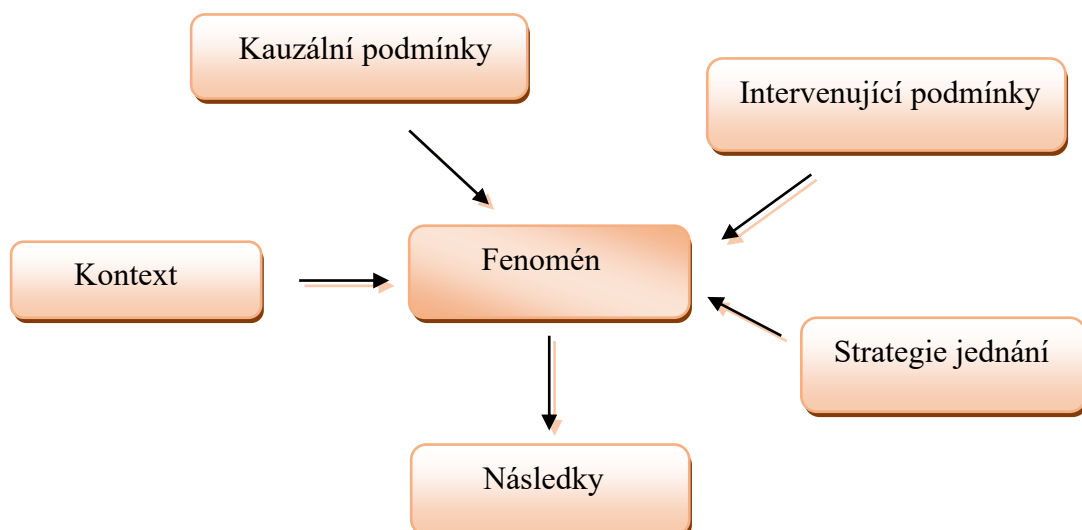 Kauzální podmínky
Intervenující podmínky
Fenomén
Kontext
Strategie jednání
Následky